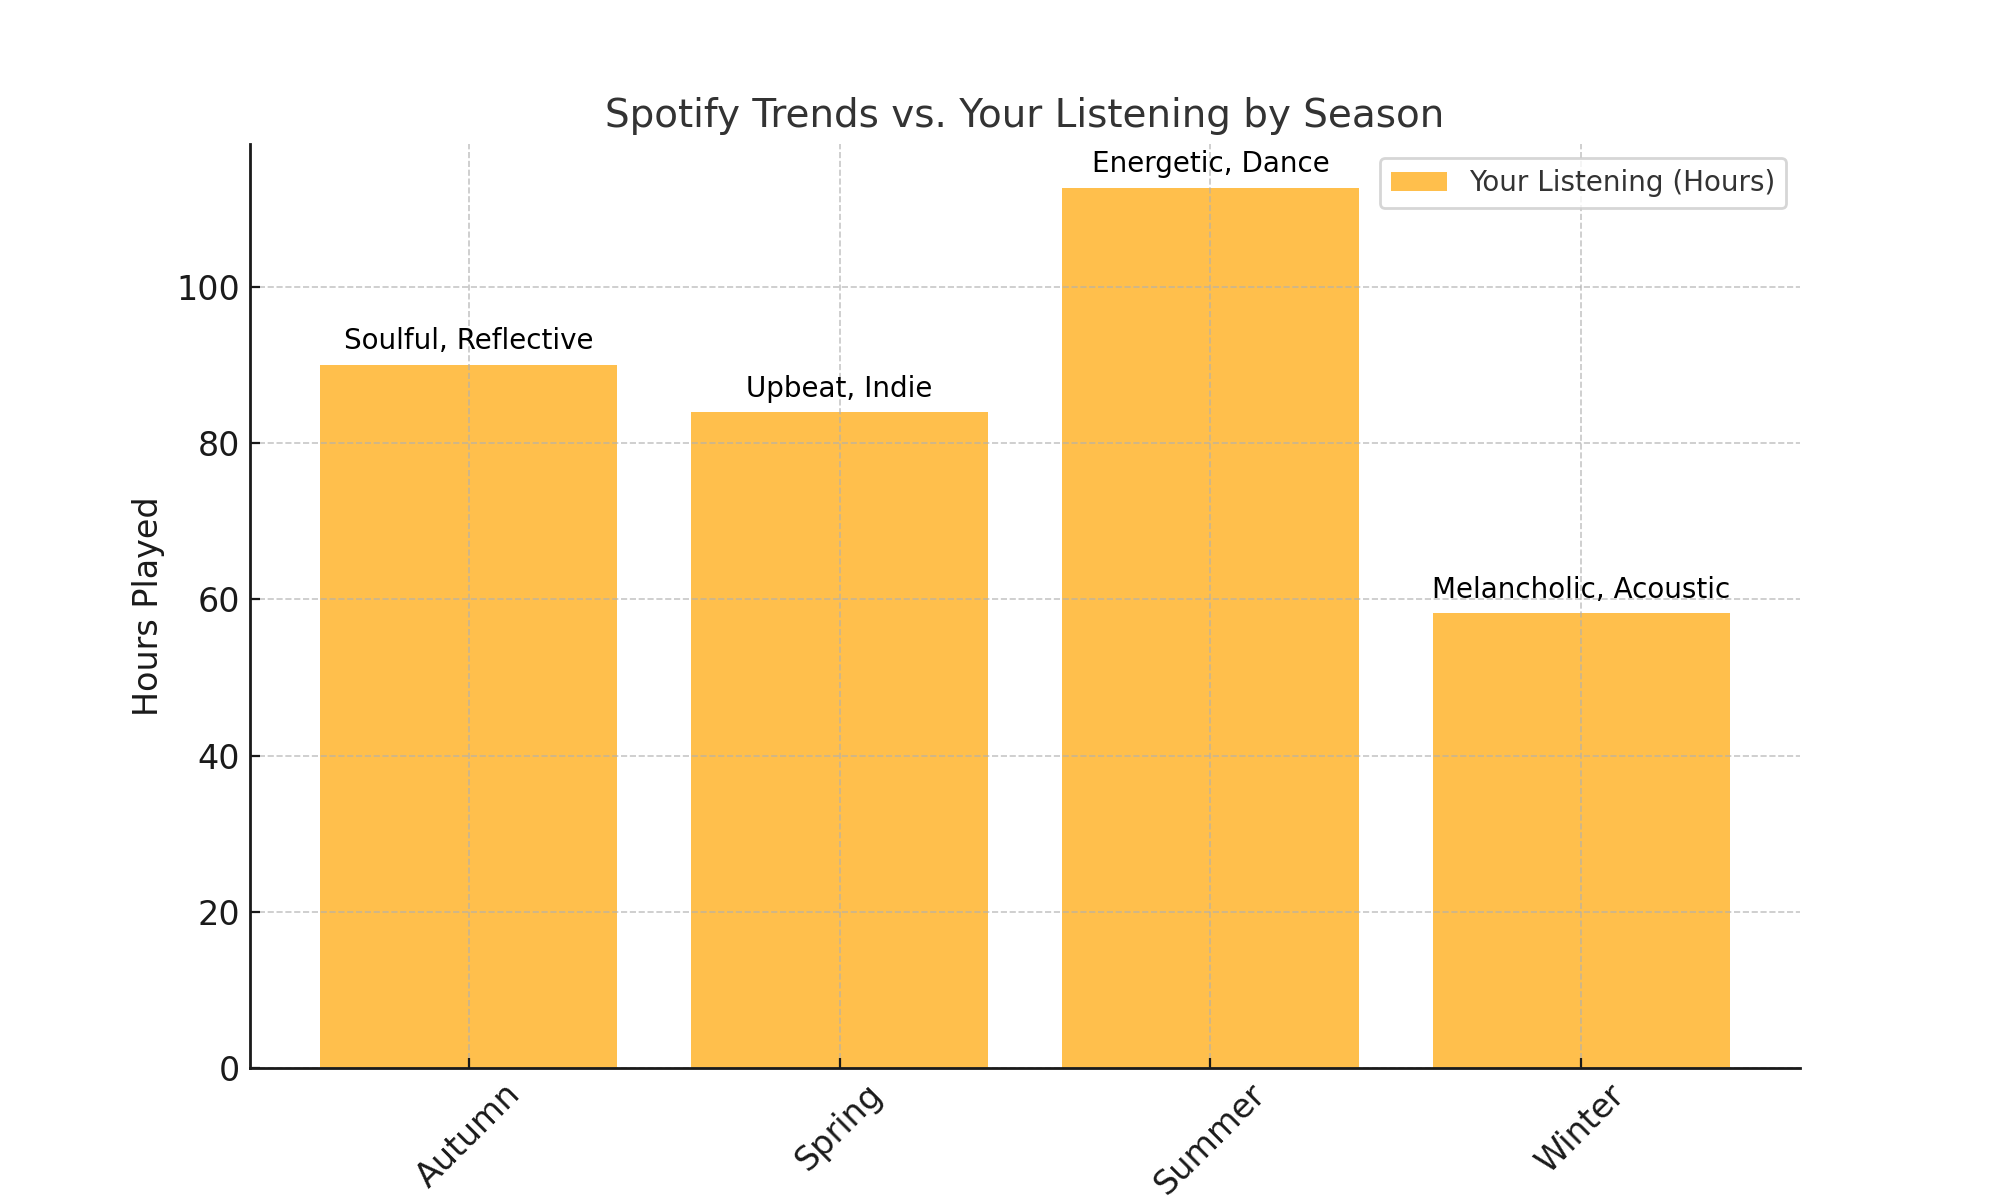 Spotify Trends vs. Your Listening by Season
Energetic, Dance
Your Listening (Hours)
Soulful, Reflective
Upbeat, Indie
Melancholic, Acoustic
Hours Played
100
80
60
40
20
0
Autumn
Spring
Summer
Winter